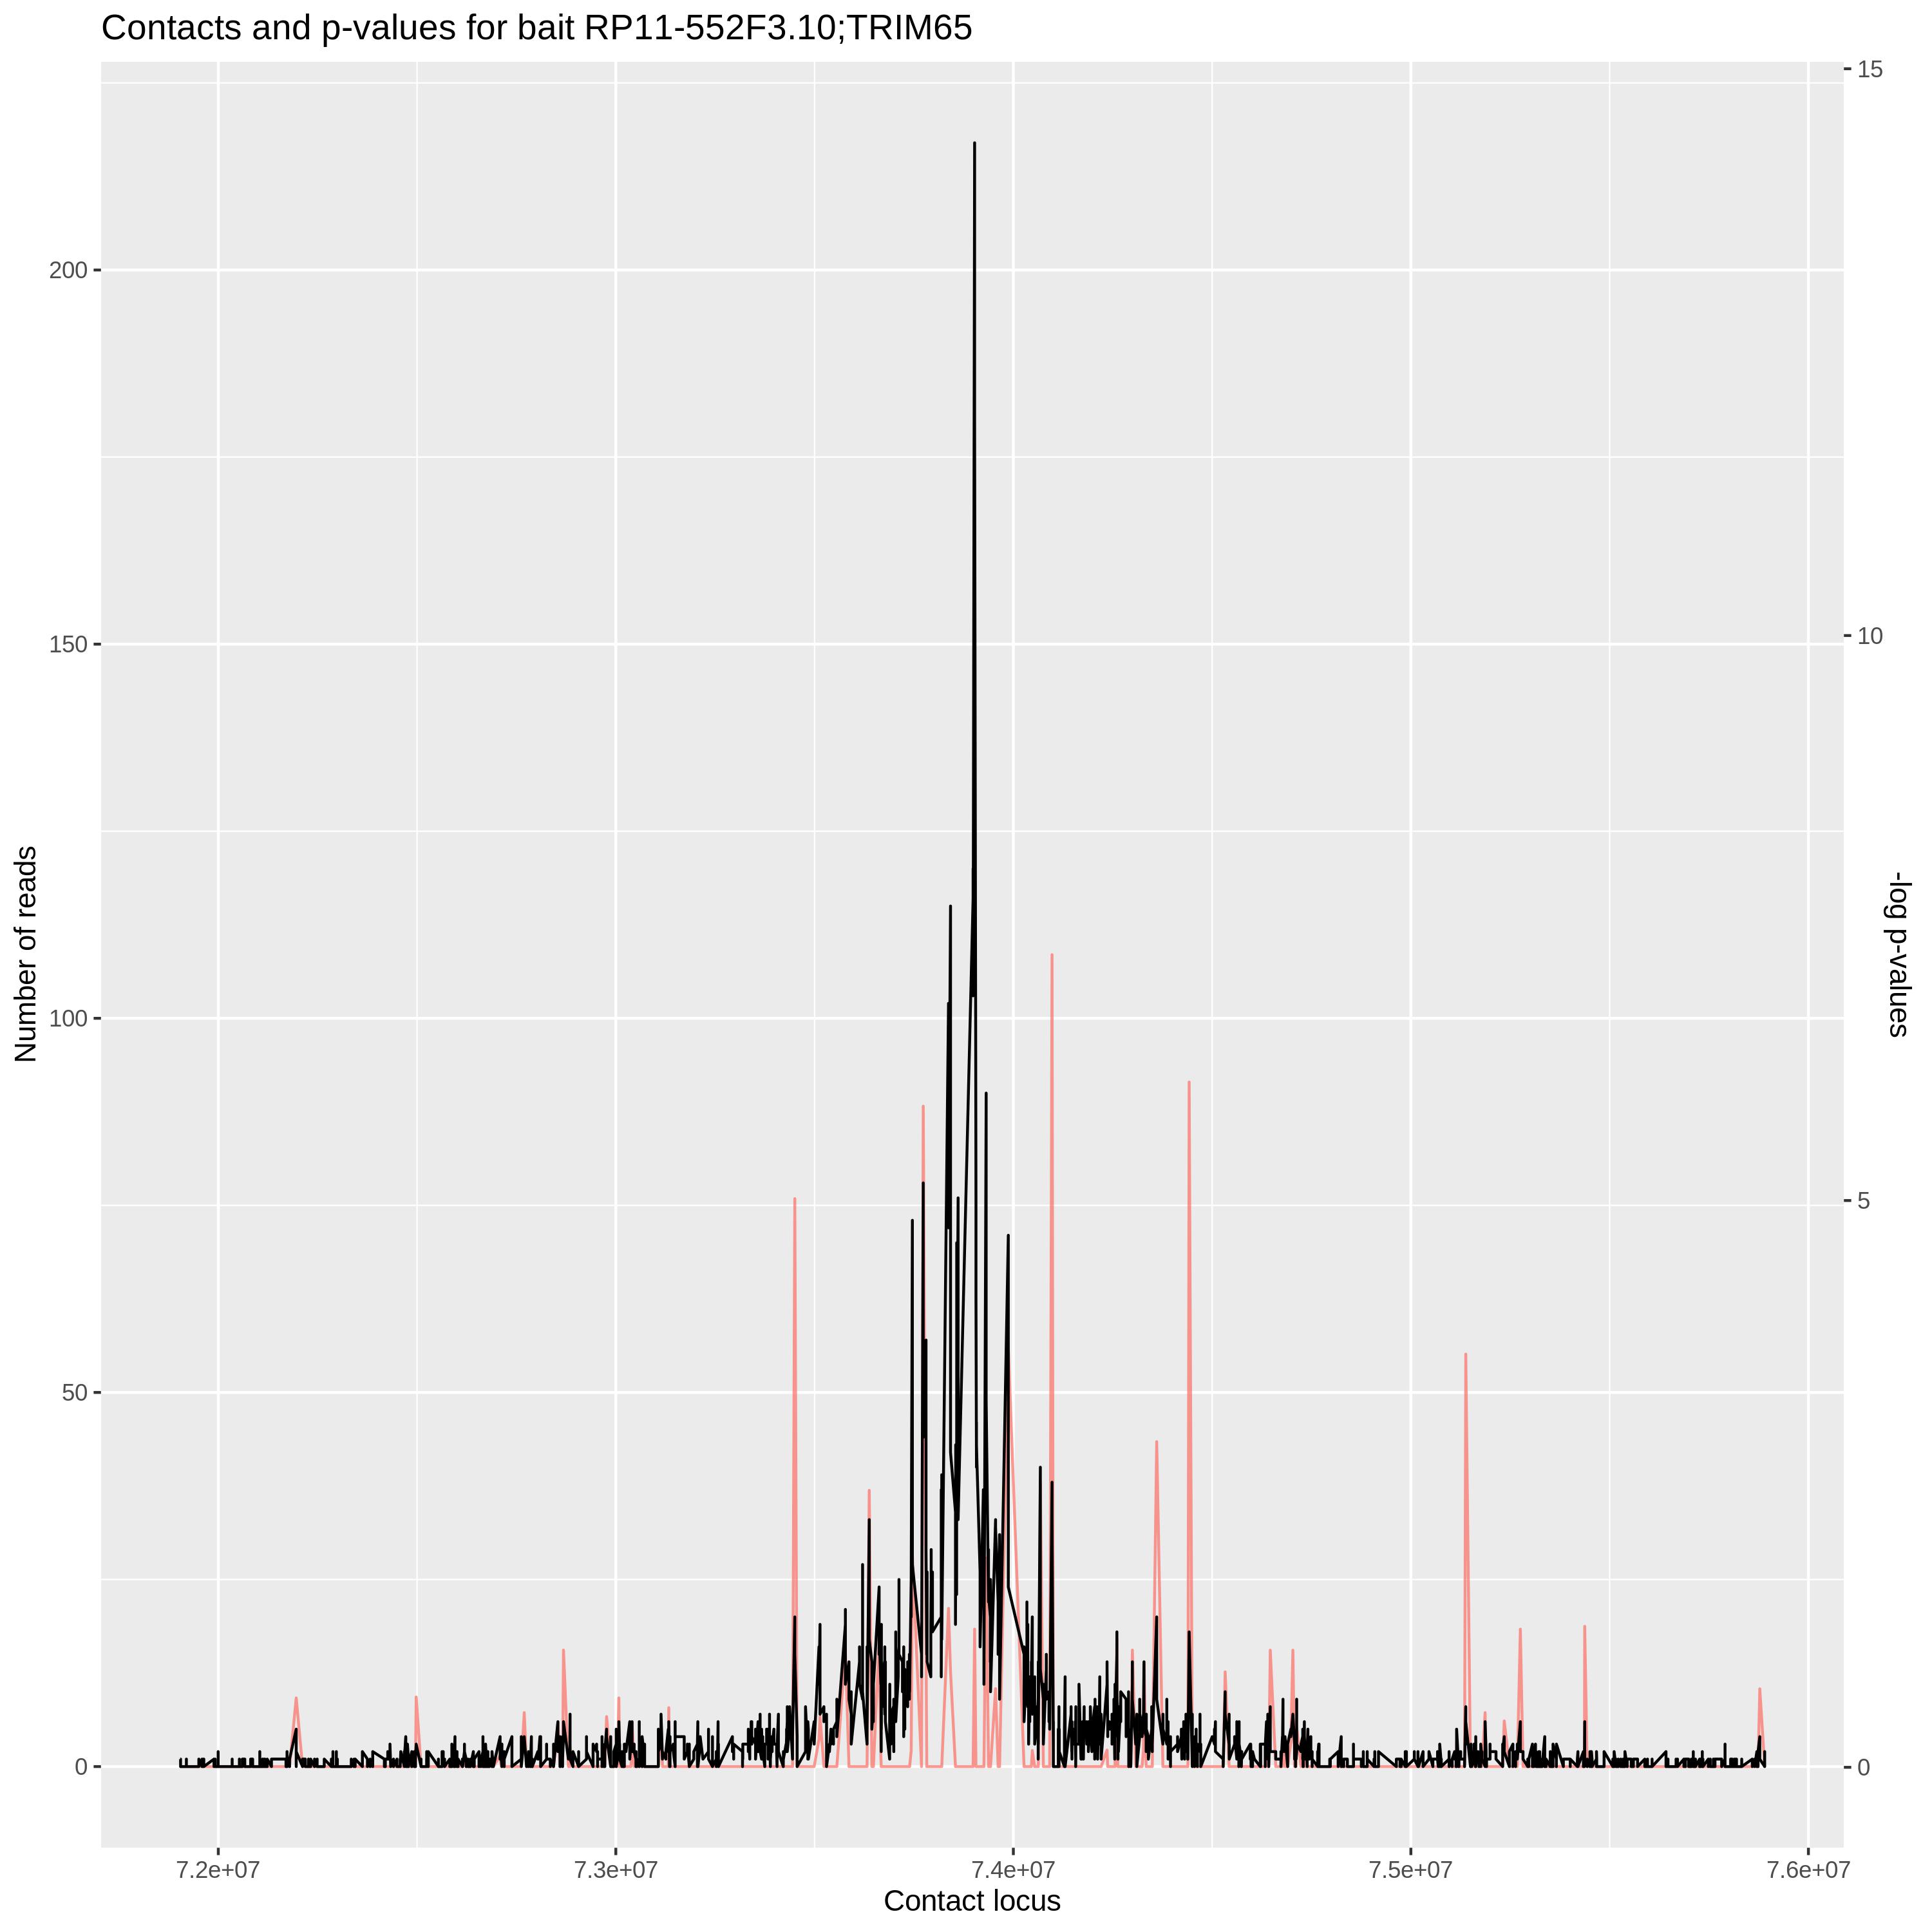 Contacts and p-values for bait RP11-552F3.10;TRIM65
15
200
150
10
Number of reads
-log p-values
100
5
50
0
0
7.2e+07
7.3e+07
7.4e+07
7.5e+07
7.6e+07
Contact locus